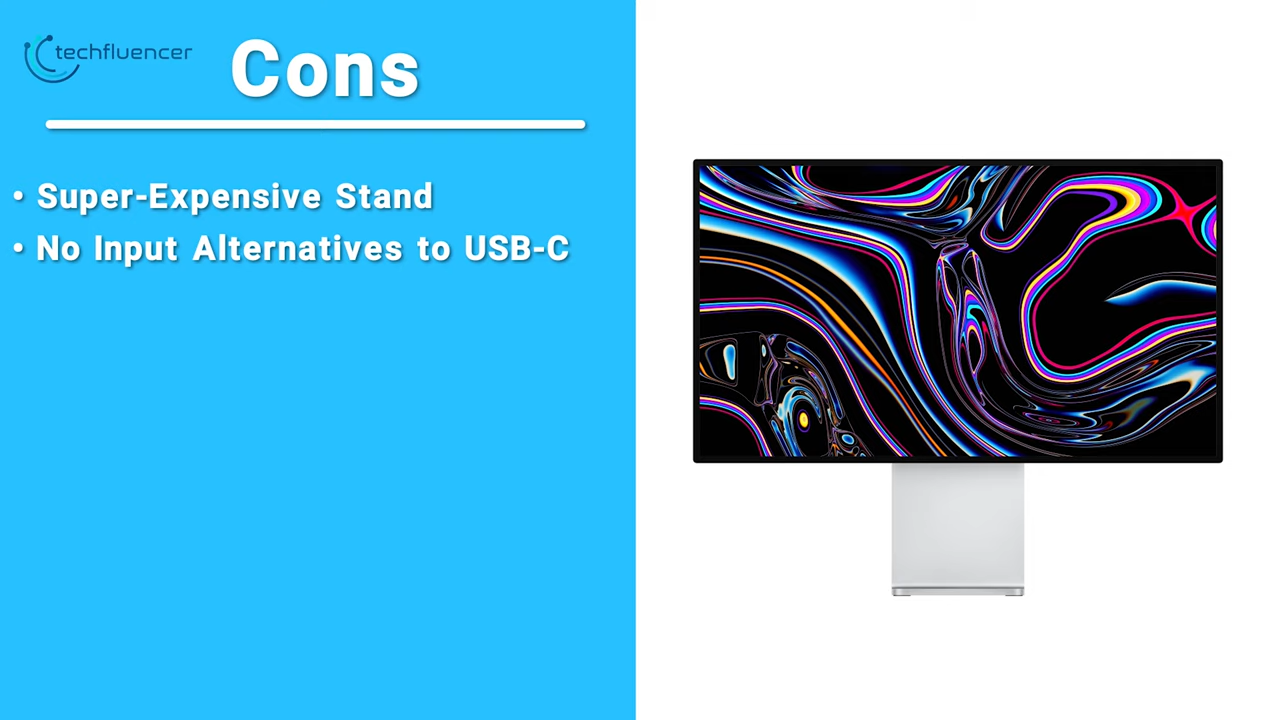 techfluencer
Cons
• Super-Expensive Stand
• No Input Alternatives to USB-C